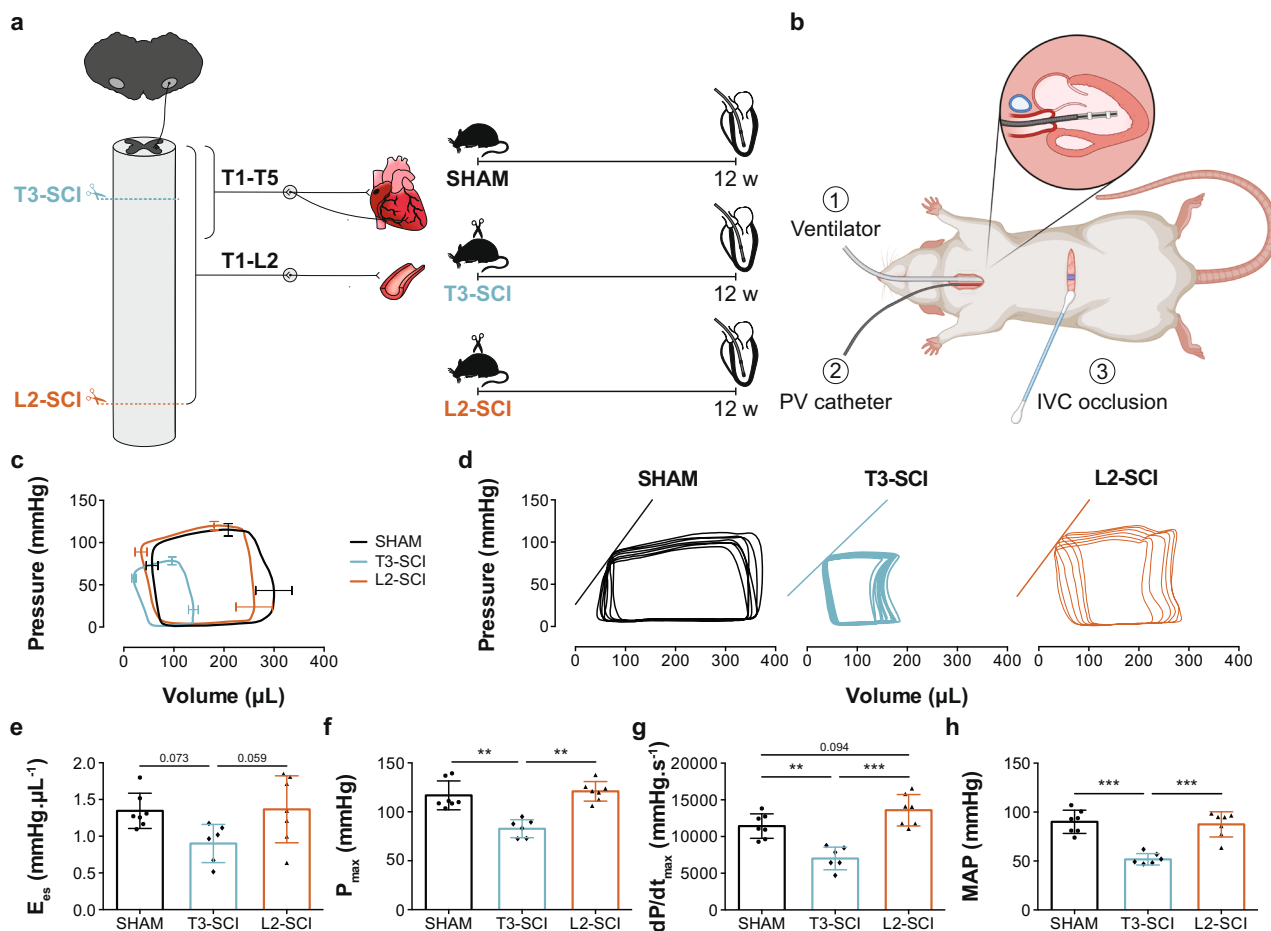 a
T3-SCI
L2-SCI
T1-T5
T1-L2
SHAM
12 w
T3-SCI
12 w
L2-SCI
12 w
b
1
Ventilator
2
PV catheter
3
IVC occlusion
c
Pressure (mmHg)
150
100
50
0
0 100 200 300 400
Volume (µL)
SHAM
T3-SCI
L2-SCI
d
SHAM T3-SCI L2-SCI
Pressure (mmHg)
150
100
50
0
0 100 200 300 400
0 100 200 300 400
0 100 200 300 400
Volume (µL)
e
Ees (mmHg.µL-1)
2.0
1.5
1.0
0.5
0.0
0.073 0.059
SHAM T3-SCI L2-SCI
f
Pmax (mmHg)
150
100
50
0
** **
SHAM T3-SCI L2-SCI
g
dP/dtmax (mmHg.s-1)
20000
15000
10000
5000
0
0.094
** ***
SHAM T3-SCI L2-SCI
h
MAP (mmHg)
150
100
50
0
*** ***
SHAM T3-SCI L2-SCI